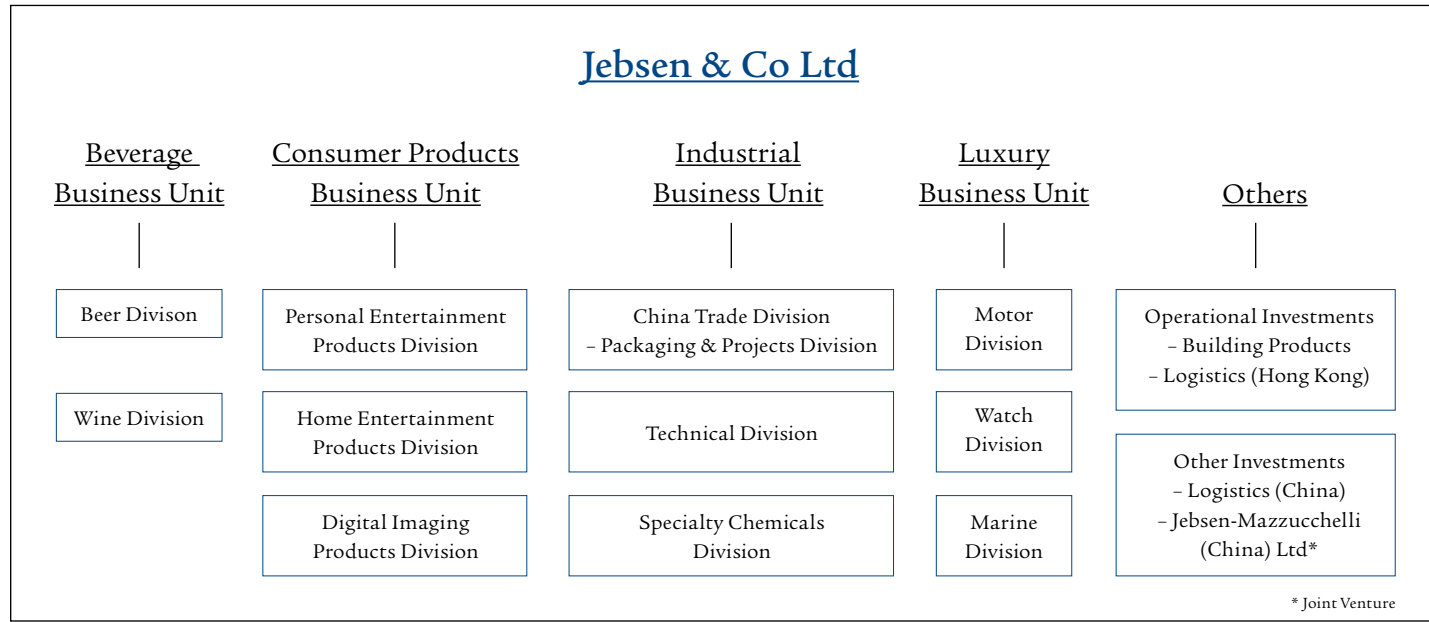 Jebsen & Co Ltd
Beverage
Business Unit
Beer Divison
Wine Division
Consumer Products
Business Unit
Personal Entertainment
Products Division
Home Entertainment
Products Division
Digital Imaging
Products Division
Industrial
Business Unit
China Trade Division
– Packaging & Projects Division
Technical Division
Specialty Chemicals
Division
Luxury
Business Unit
Motor
Division
Watch
Division
Marine
Division
Others
Operational Investments
– Building Products
– Logistics (Hong Kong)
Other Investments
– Logistics (China)
– Jebsen-Mazzucchelli
(China) Ltd*
* Joint Venture